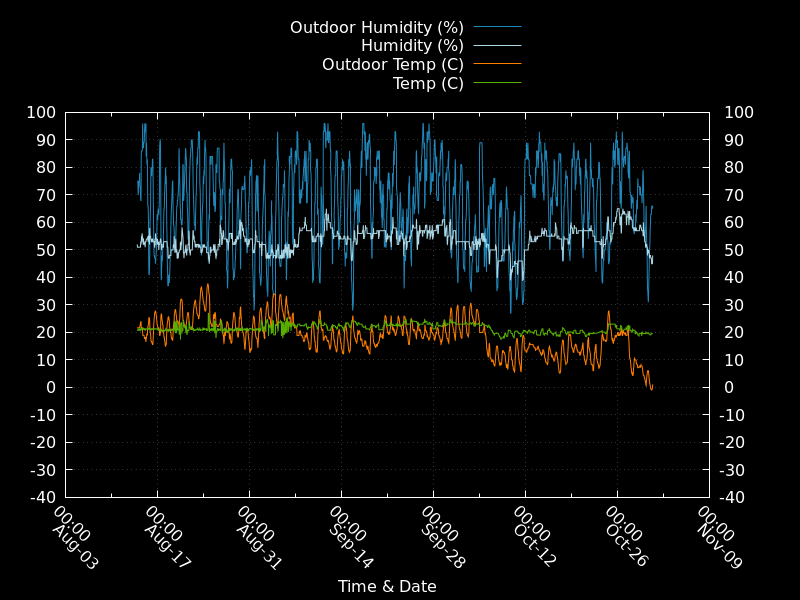 Outdoor Humidity (%)
Humidity (%)
Outdoor Temp (C)
Temp (C)
100 100
90 90
80 80
70 70
60 60
50 50
40 40
30 30
20 20
10 10
0 0
-10 -10
-20 -20
-30 -30
-40 -40
00:00
Aug-03
00:00
Aug-17
00:00
Aug-31
00:00
Sep-14
00:00
Sep-28
00:00
Oct-12
00:00
Oct-26
00:00
Nov-09
Time & Date